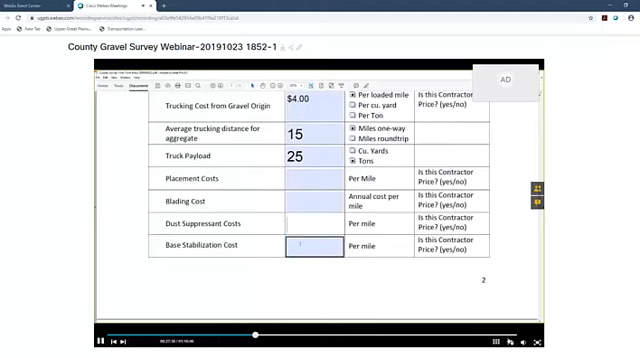 WebEx Event Center
Cisco Webex Meetings
Apps
New Tab
Upper Great Plains...
Transportation Lear...
County Gravel Survey Webinar-20191023 1852-1
AD
Home Tools Document
Trucking Cost from Gravel Origin
$4.00
Per loaded mile
Per cu. yard
Per Ton
Is this Contractor
Price? (yes/no)
Average trucking distance for
aggregate
15
Miles one-way
Miles roundtrip
Truck Payload
25
Cu. Yards
Tons
Placement Costs
Per Mile
Is this Contractor
Price? (yes/no)
Blading Cost
Annual cost per
mile
Is this Contractor
Price? (yes/no)
Dust Suppressant Costs
Per mile
Is this Contractor
Price? (yes/no)
Base Stabilization Cost
Per mile
Is this Contractor
Price? (yes/no)
2